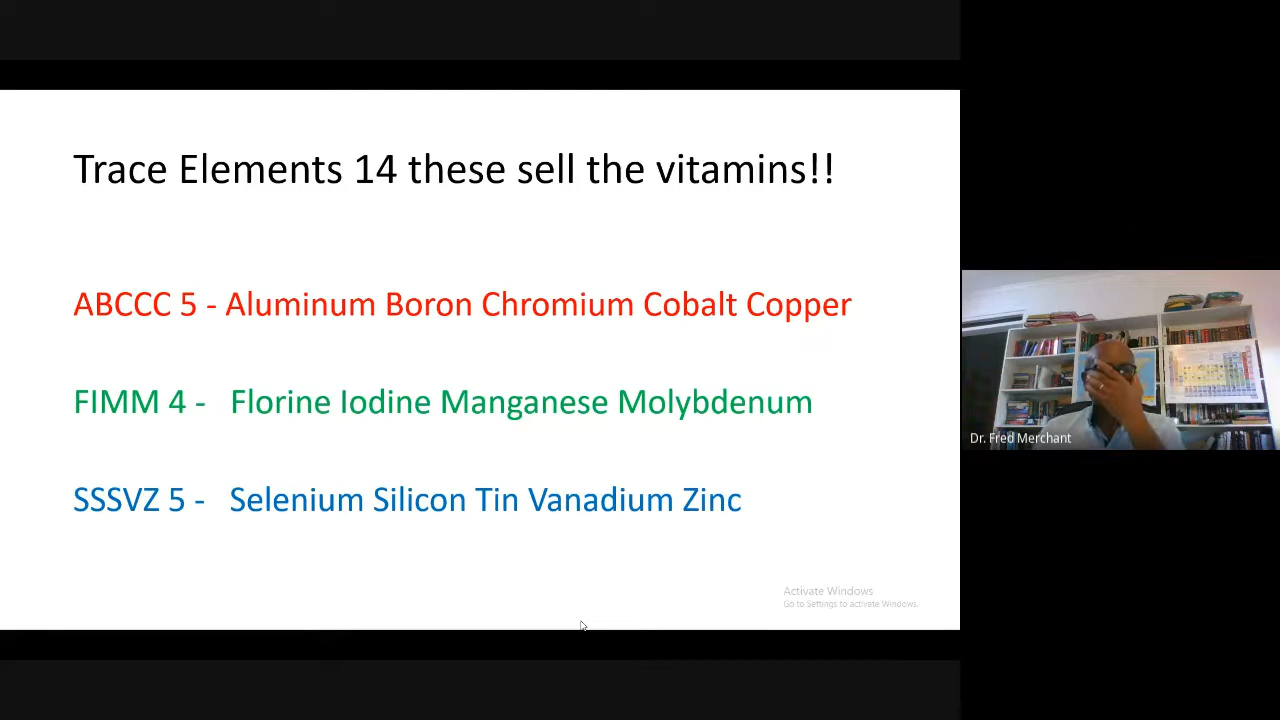 Trace Elements 14 these sell the vitamins!!
ABCCC 5 - Aluminum Boron Chromium Cobalt Copper
FIMM 4 - Florine Iodine Manganese Molybdenum
SSSVZ 5 - Selenium Silicon Tin Vanadium Zinc
Activate Windows
Go to Settings to activate Windows.
Dr. Fred Merchant